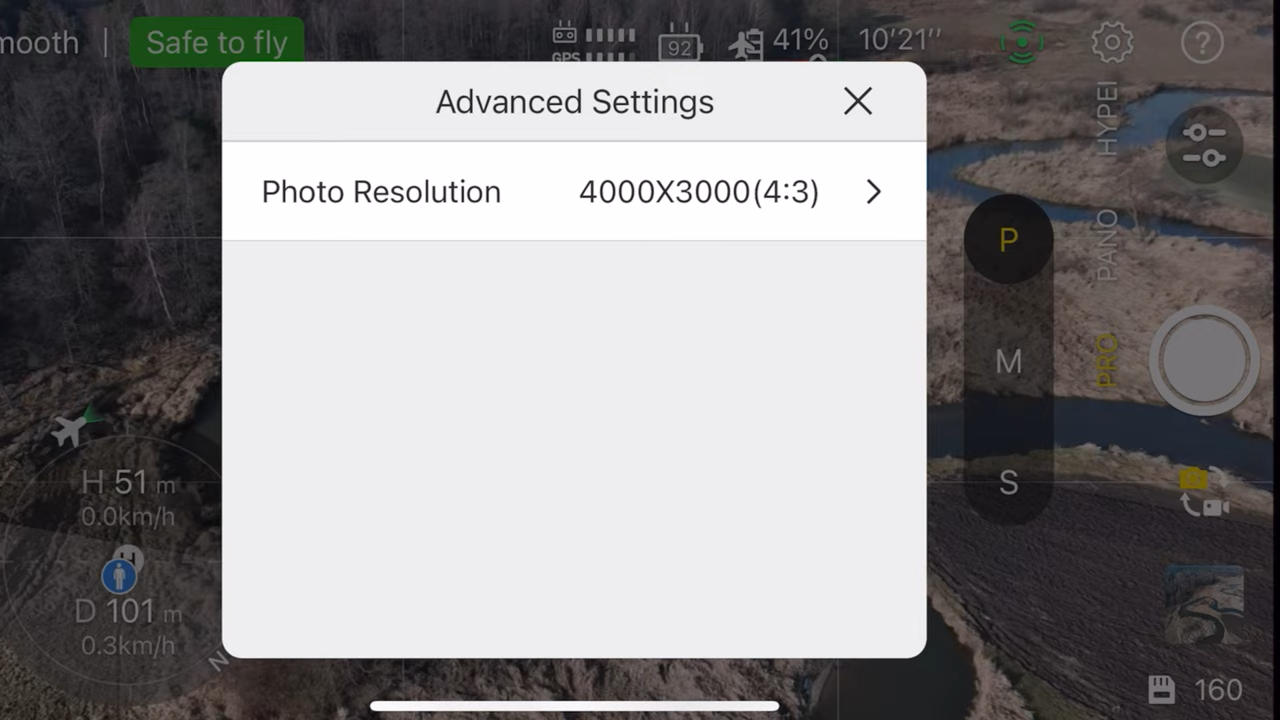 mooth | Safe to fly
GPS
92
41%
10'21''
?
Advanced Settings
Photo Resolution 4000X3000(4:3)
HYPE
PANO
PRO
P
M
S
H 51 m
0.0km/h
H
D 101 m
0.3km/h
N
160